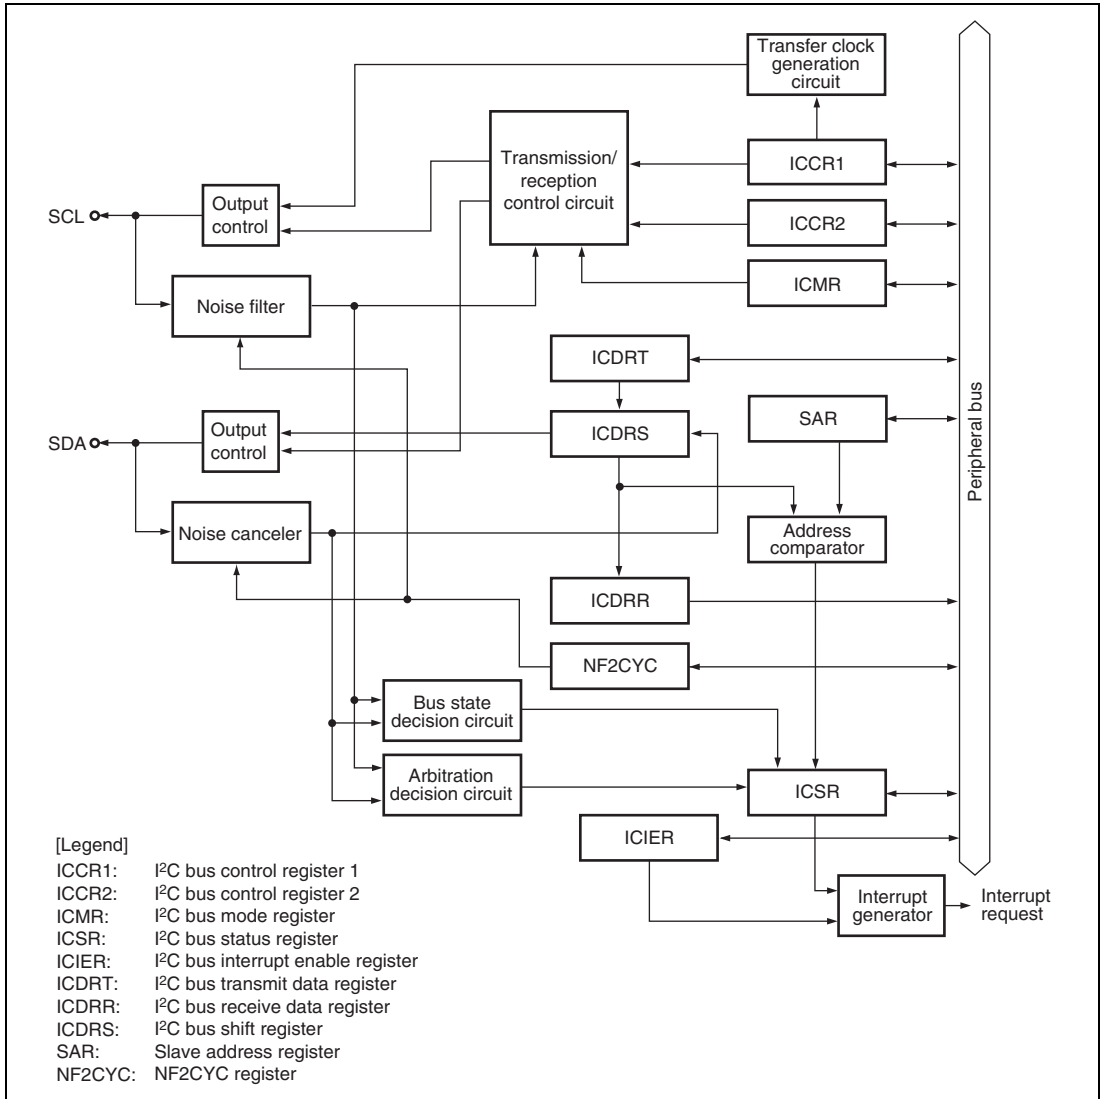 Transfer clock
generation
circuit
Transmission/
reception
control circuit
ICCR1
Output
control
SCL
ICCR2
ICMR
Noise filter
ICDRT
SAR
Peripheral bus
Output
control
SDA
ICDRS
Noise canceler
Address
comparator
ICDRR
NF2CYC
Bus state
decision circuit
Arbitration
decision circuit
ICSR
ICIER
Interrupt
generator
Interrupt
request
[Legend]
ICCR1: I²C bus control register 1
ICCR2: I²C bus control register 2
ICMR: I²C bus mode register
ICSR: I²C bus status register
ICIER: I²C bus interrupt enable register
ICDRT: I²C bus transmit data register
ICDRR: I²C bus receive data register
ICDRS: I²C bus shift register
SAR: Slave address register
NF2CYC: NF2CYC register